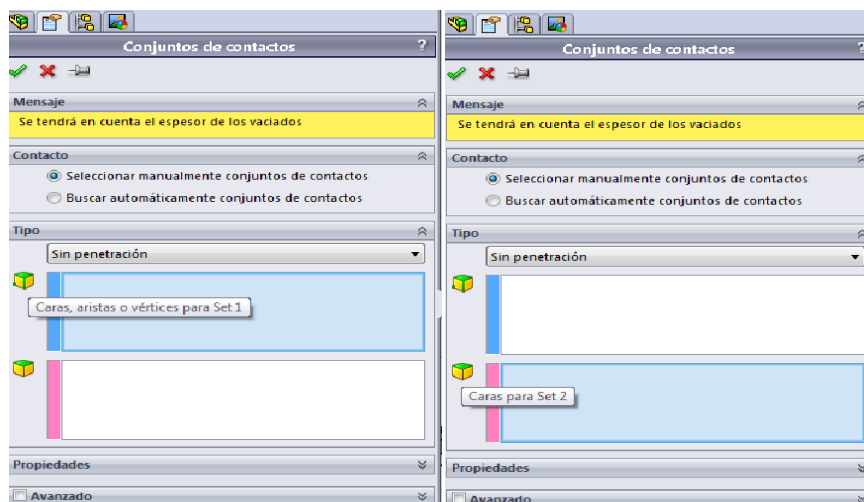 Conjuntos de contactos ?
Mensaje
Se tendrá en cuenta el espesor de los vaciados
Contacto
Seleccionar manualmente conjuntos de contactos
Buscar automáticamente conjuntos de contactos
Tipo
Sin penetración
Caras, aristas o vértices para Set 1
Propiedades
Avanzado
Conjuntos de contactos ?
Mensaje
Se tendrá en cuenta el espesor de los vaciados
Contacto
Seleccionar manualmente conjuntos de contactos
Buscar automáticamente conjuntos de contactos
Tipo
Sin penetración
Caras para Set 2
Propiedades
Avanzado